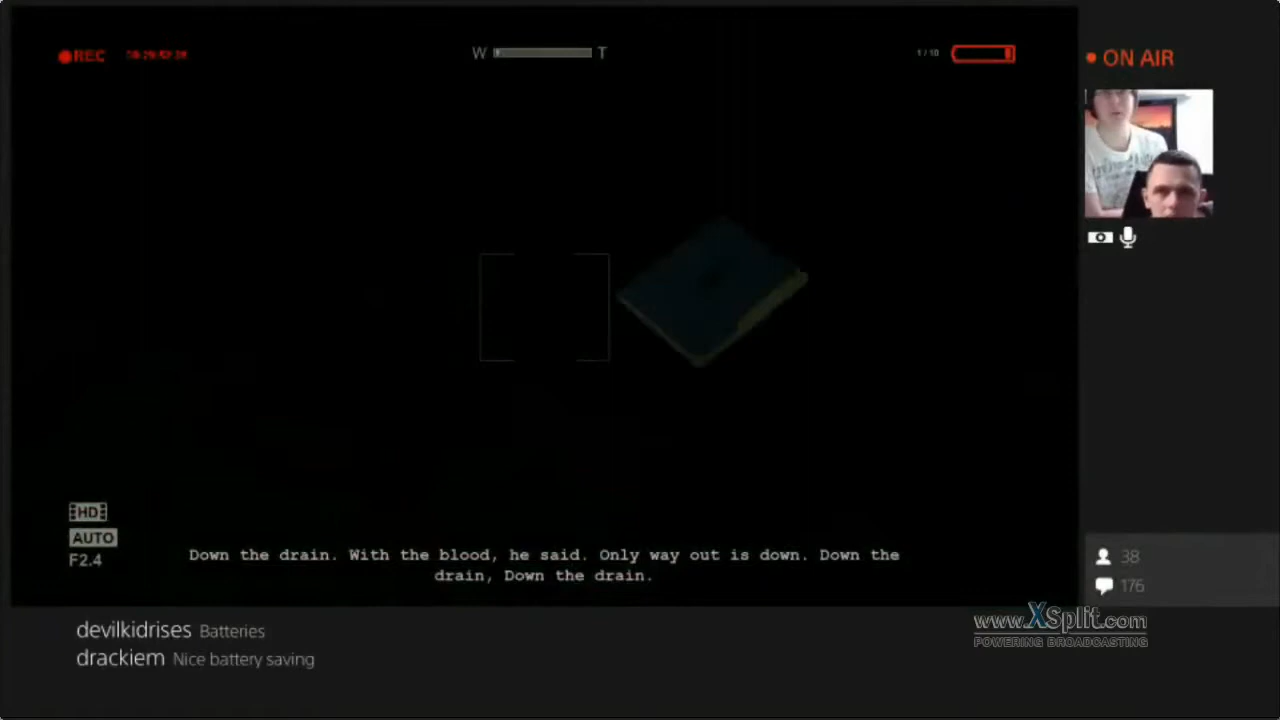 REC
W T
1/10
ON AIR
HD
AUTO
F2.4
Down the drain. With the blood, he said. Only way out is down. Down the
drain, Down the drain.
38
176
devilkidrises Batteries
drackiem Nice battery saving
www.XSplit.com
POWERING BROADCASTING